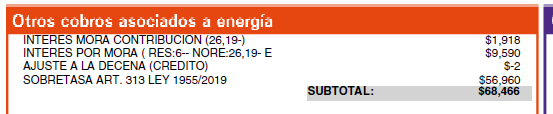 Otros cobros asociados a energía
INTERES MORA CONTRIBUCION (26,19-) $1,918
INTERES POR MORA ( RES:6-- NORE:26,19- E $9,590
AJUSTE A LA DECENA (CREDITO) $-2
SOBRETASA ART. 313 LEY 1955/2019 $56,960
SUBTOTAL: $68,466